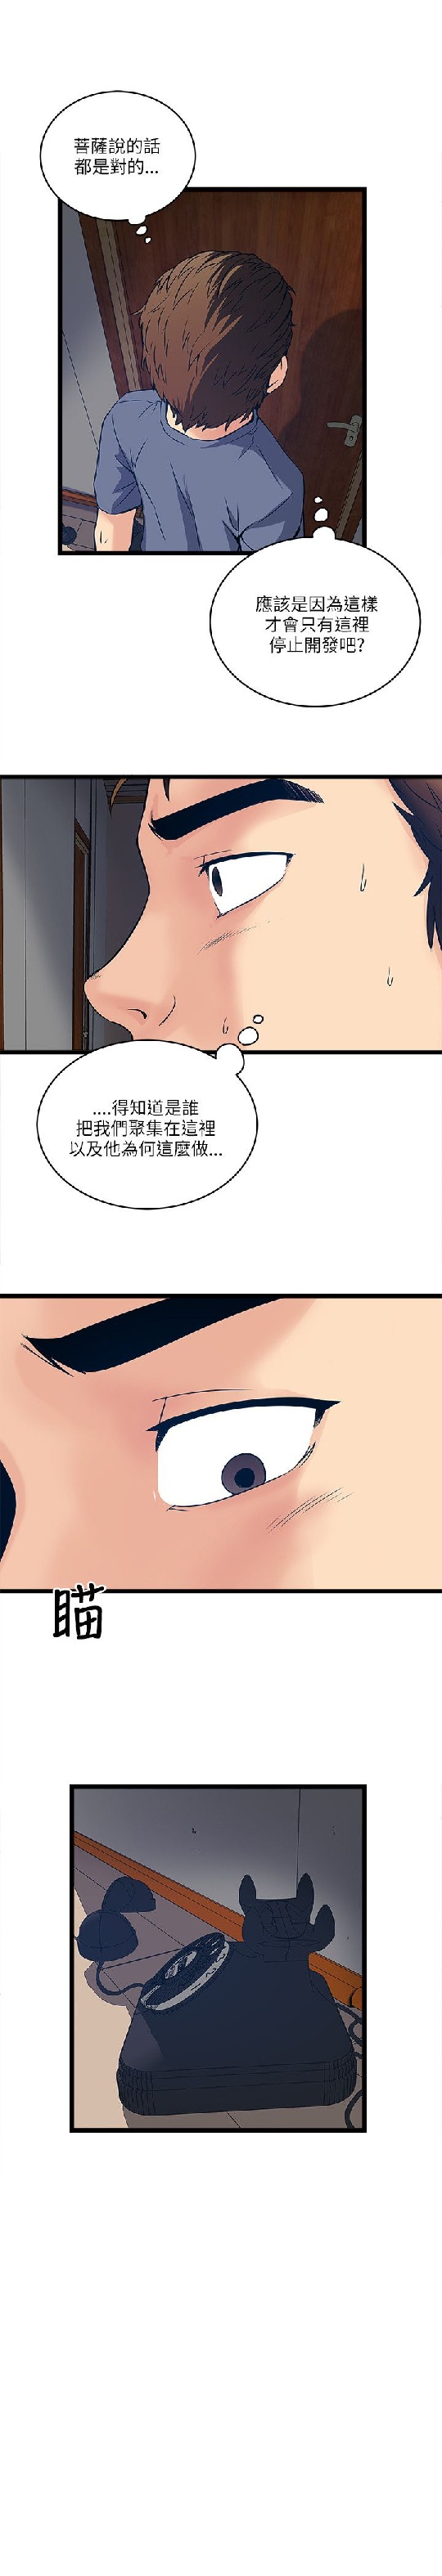 菩薩說的話
都是對的...
應該是因為這樣
才會只有這裡
停止開發吧?
....得知道是誰
把我們聚集在這裡
以及他為何這麼做...
瞄